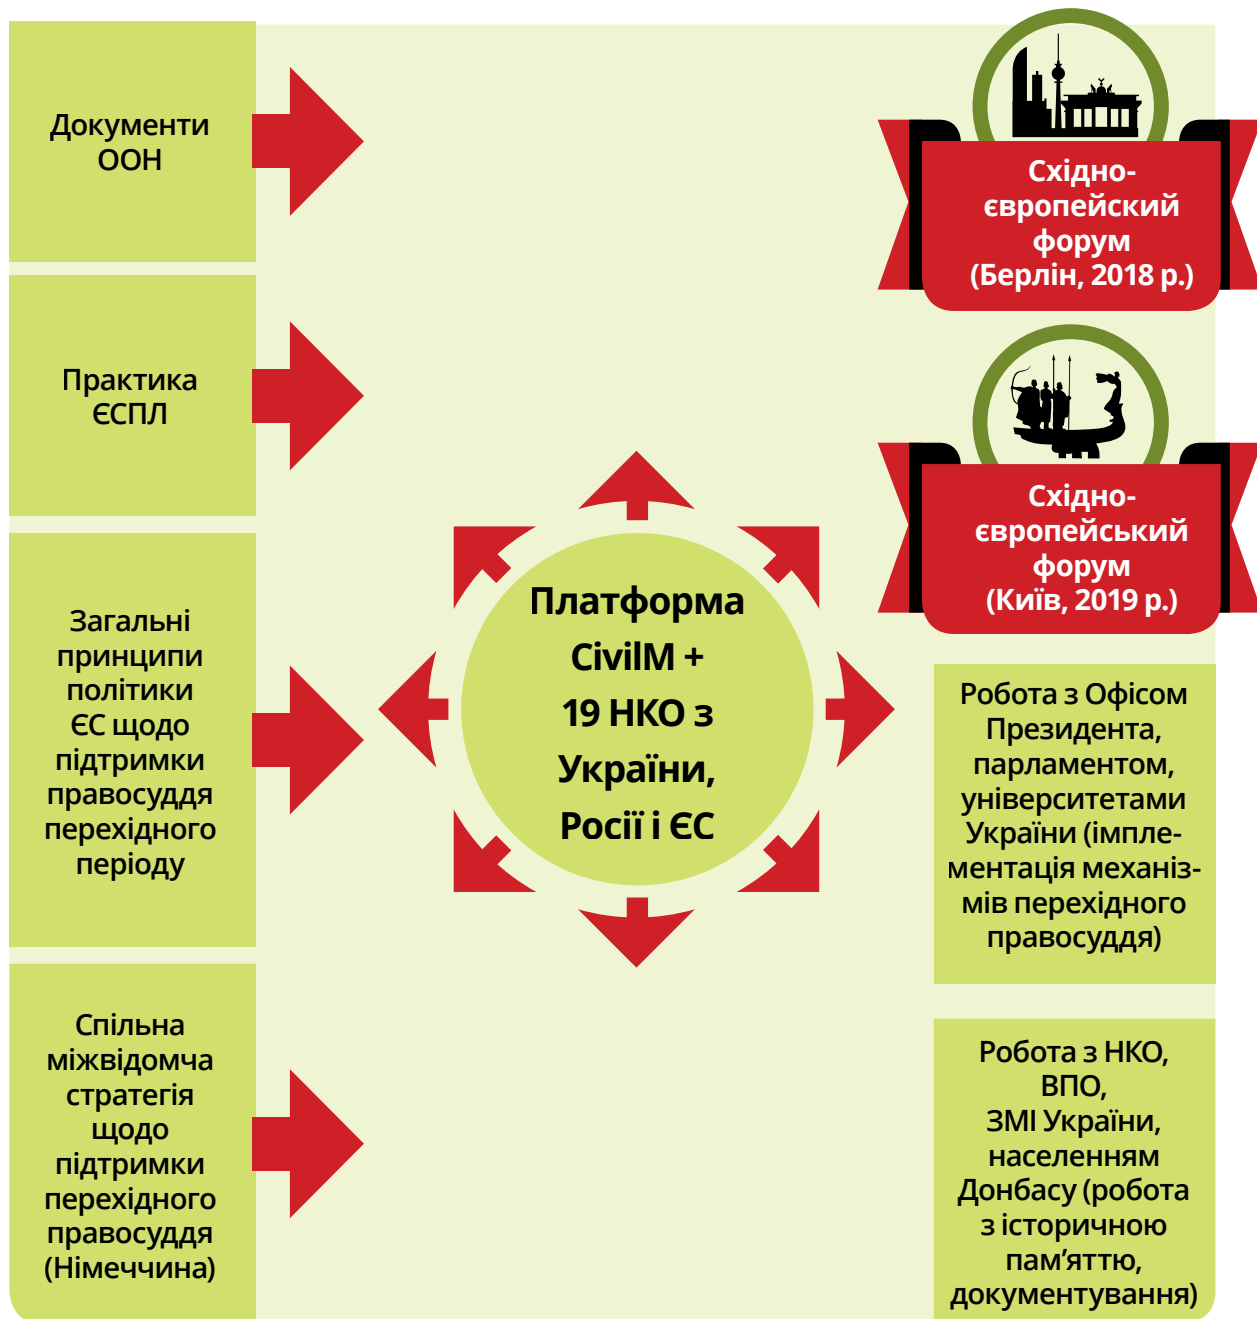 Документи
ООН
Практика
ЄСПЛ
Загальні
принципи
політики
ЄС щодо
підтримки
правосуддя
перехідного
періоду
Спільна
міжвідомча
стратегія
щодо
підтримки
перехідного
правосуддя
(Німеччина)
Платформа
CivilM +
19 НКО з
України,
Росії і ЄС
Східно-
європейский
форум
(Берлін, 2018 р.)
Східно-
європейський
форум
(Київ, 2019 р.)
Робота з Офісом
Президента,
парламентом,
університетами
України (імпле-
ментація механіз-
мів перехідного
правосуддя)
Робота з НКО,
ВПО,
ЗМІ України,
населенням
Донбасу (робота
з історичною
пам’яттю,
документування)